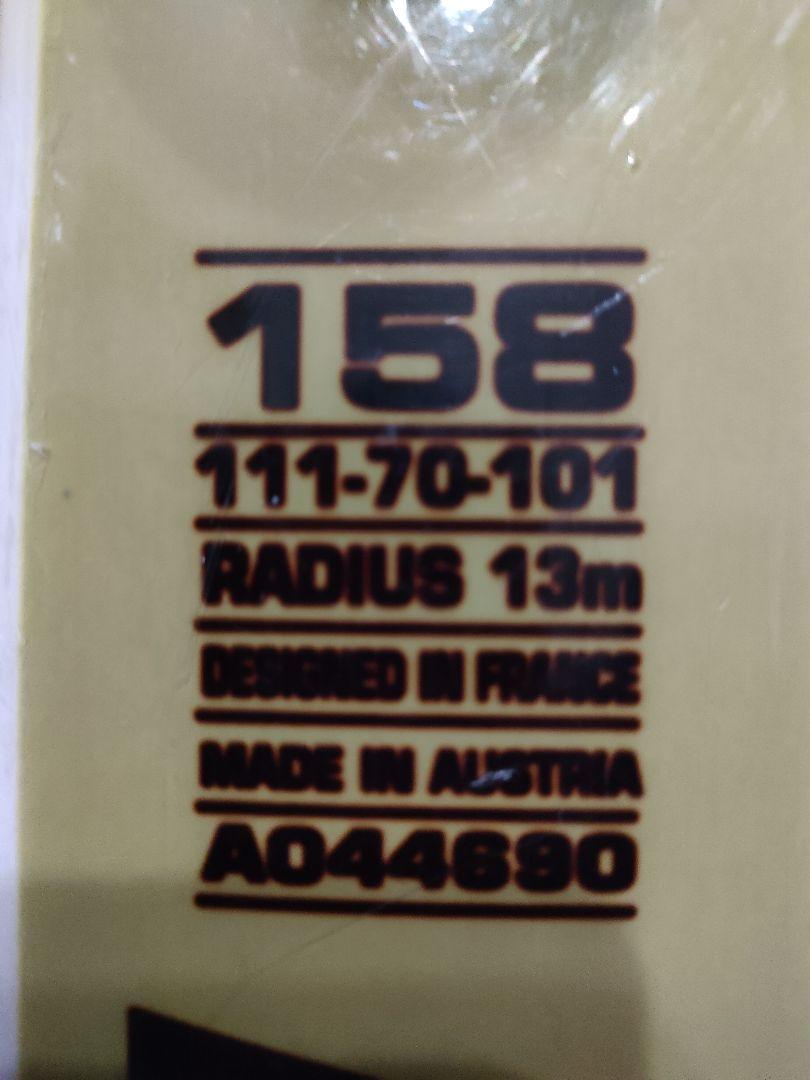 158
111-70-101
RADIUS 13m
DESIGNED IN FRANCE
MADE IN AUSTRIA
A044690